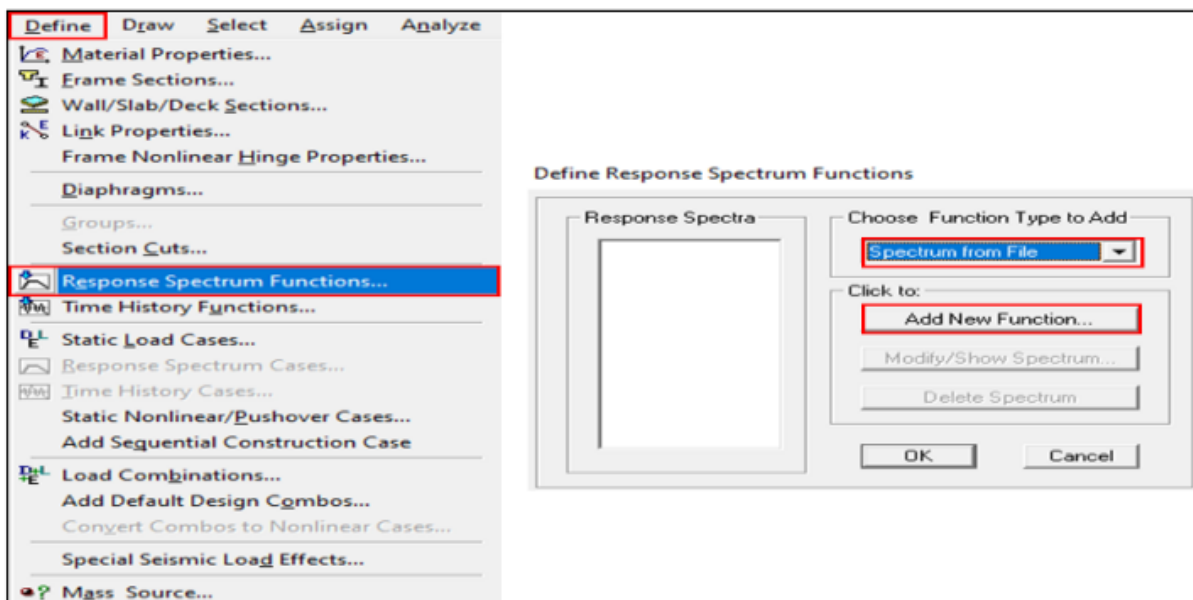 Define Draw Select Assign Analyze
Material Properties...
Frame Sections...
Wall/Slab/Deck Sections...
Link Properties...
Frame Nonlinear Hinge Properties...
Diaphragms...
Groups...
Section Cuts...
Response Spectrum Functions...
Time History Functions...
Static Load Cases...
Response Spectrum Cases...
Time History Cases...
Static Nonlinear/Pushover Cases...
Add Sequential Construction Case
Load Combinations...
Add Default Design Combos...
Convert Combos to Nonlinear Cases...
Special Seismic Load Effects...
Mass Source...
Define Response Spectrum Functions
Response Spectra
Choose Function Type to Add
Spectrum from File
Click to:
Add New Function...
Modify/Show Spectrum...
Delete Spectrum
OK Cancel